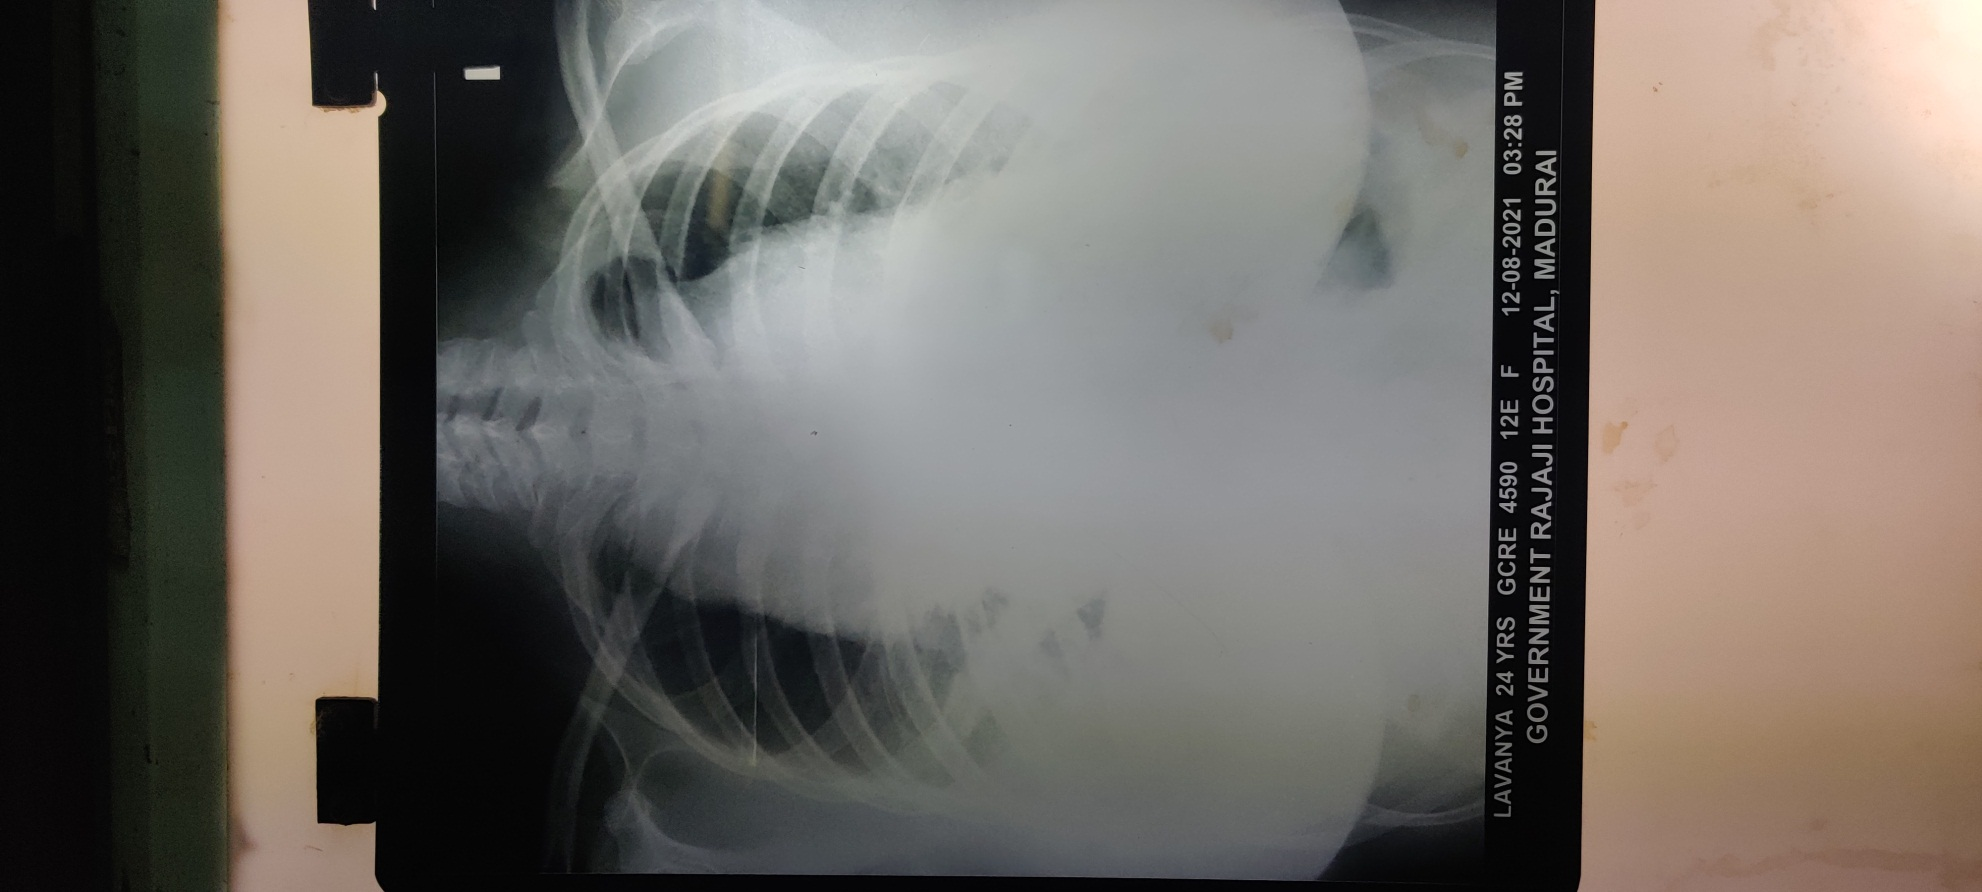 LAVANYA 24 YRS GCRE 4590 12E F 12-08-2021 03:28 PM
GOVERNMENT RAJAJI HOSPITAL, MADURAI